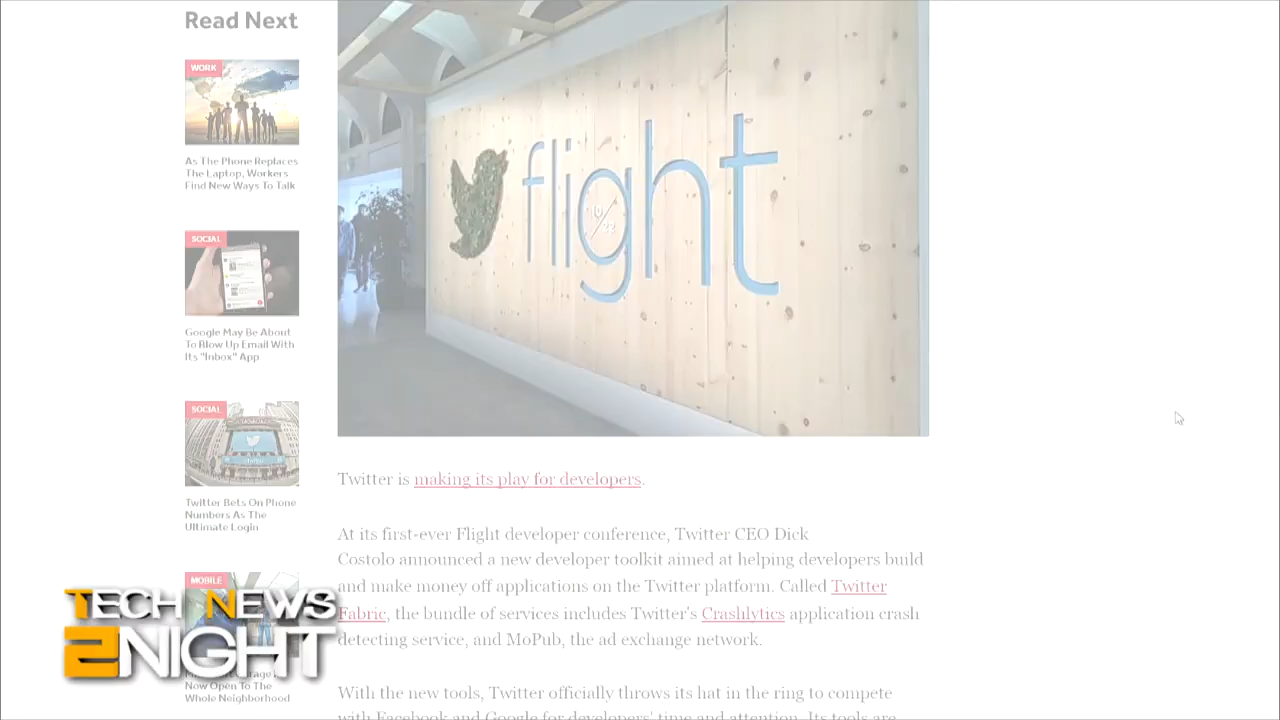 Read Next
WORK
As The Phone Replaces
The Laptop, Workers
Find New Ways To Talk
SOCIAL
Google May Be About
To Blow Up Email With
Its "Inbox" App
SOCIAL
Twitter Bets On Phone
Numbers As The
Ultimate Login
MOBILE
Now Open To The
Whole Neighborhood
flight
Twitter is making its play for developers.
At its first-ever Flight developer conference, Twitter CEO Dick
Costolo announced a new developer toolkit aimed at helping developers build
and make money off applications on the Twitter platform. Called Twitter
Fabric, the bundle of services includes Twitter's Crashlytics application crash
detecting service, and MoPub, the ad exchange network.
With the new tools, Twitter officially throws its hat in the ring to compete
with Facebook and Google for developers' time and attention. Its tools are
TECH NEWS
2NIGHT